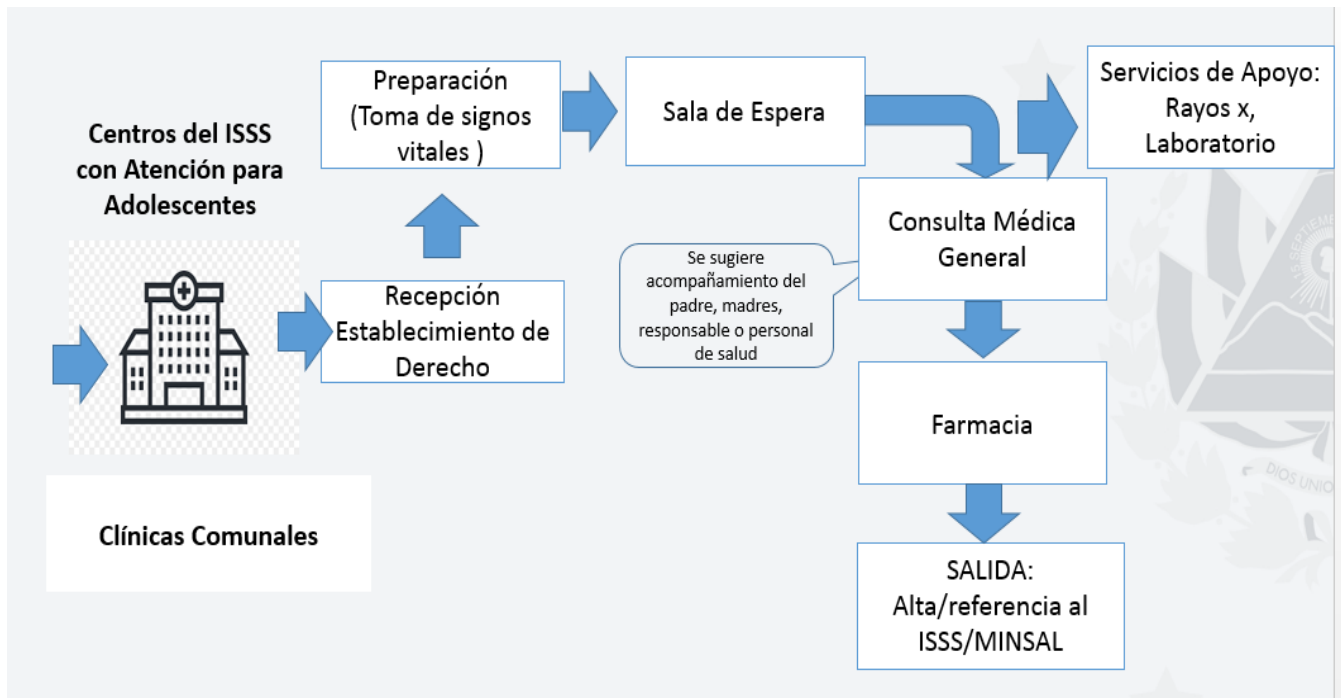 Centros del ISSS
con Atención para
Adolescentes
Clínicas Comunales
Recepción
Establecimiento de
Derecho
Preparación
(Toma de signos
vitales )
Sala de Espera
Consulta Médica
General
Se sugiere
acompañamiento del
padre, madres,
responsable o personal
de salud
Servicios de Apoyo:
Rayos x,
Laboratorio
Farmacia
SALIDA:
Alta/referencia al
ISSS/MINSAL
DIOS UNIO